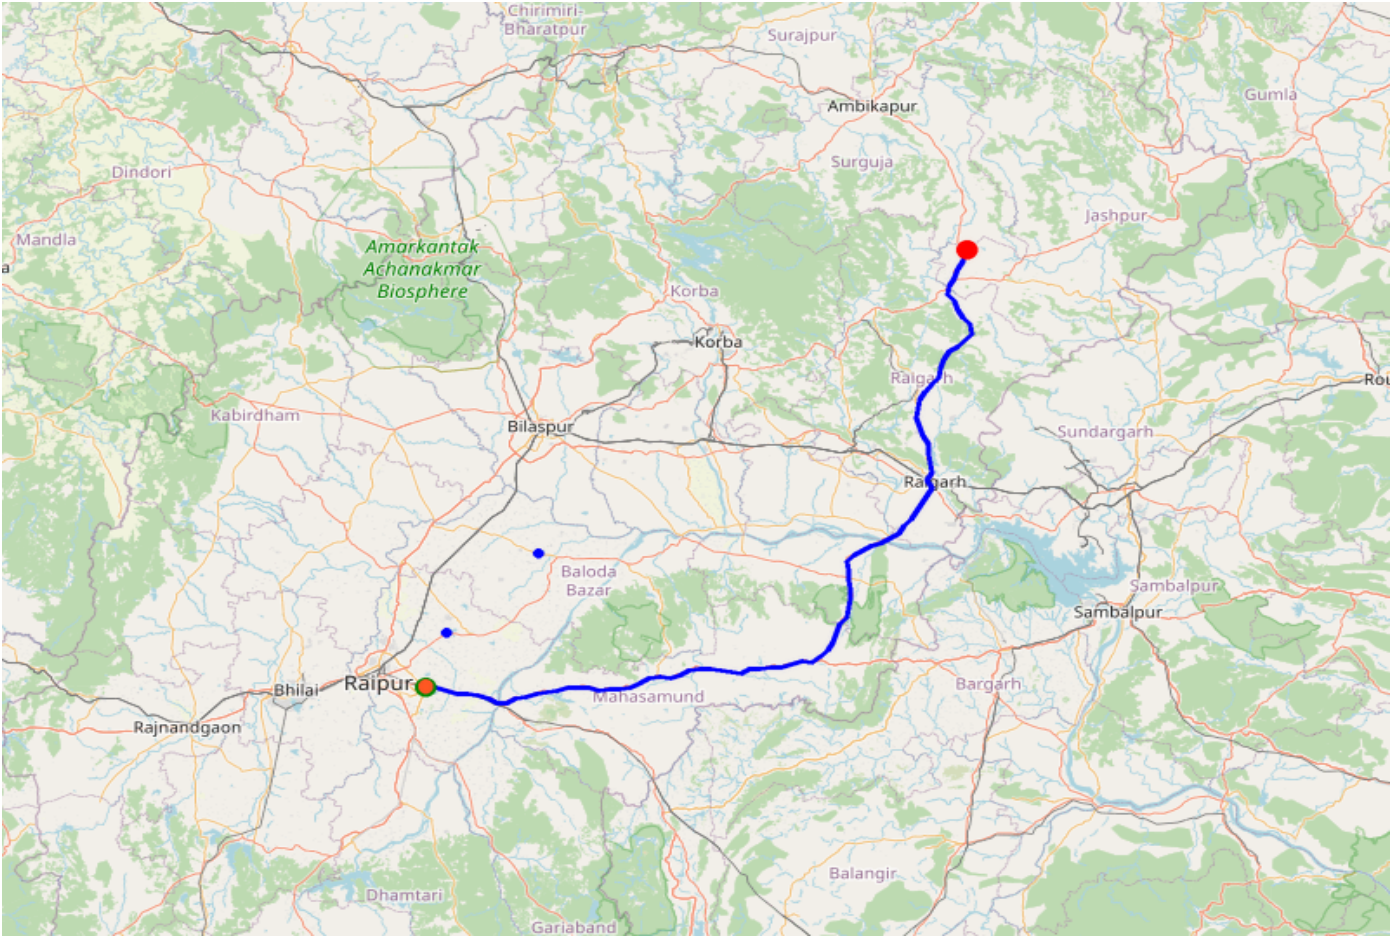 Chirimiri-
Bharatpur
Surajpur
Gumla
Ambikapur
Surguja
Dindori
Jashpur
Mandla
Amarkantak
Achanakmar
Biosphere
a
Korba
Korba
Raigarh
Rou
Kabirdham
Bilaspur
Sundargarh
Raigarh
Baloda
Bazar
Sambalpur
Sambalpur
Raipur
Bhilai
Mahasamund
Bargarh
Rajnandgaon
Balangir
Dhamtari
Gariaband